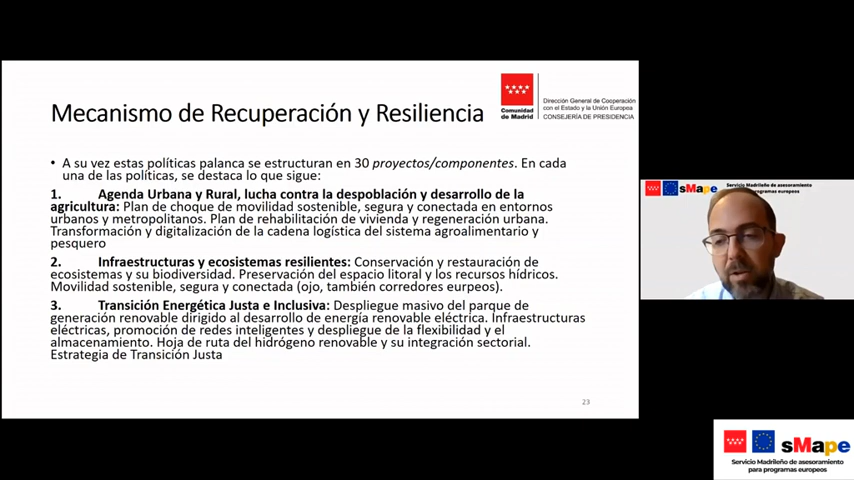 Mecanismo de Recuperación y Resiliencia
Comunidad
de Madrid
Dirección General de Cooperación
con el Estado y la Unión Europea
CONSEJERÍA DE PRESIDENCIA
• A su vez estas políticas palanca se estructuran en 30 proyectos/componentes. En cada
una de las políticas, se destaca lo que sigue:
1. Agenda Urbana y Rural, lucha contra la despoblación y desarrollo de la
agricultura: Plan de choque de movilidad sostenible, segura y conectada en entornos
urbanos y metropolitanos. Plan de rehabilitación de vivienda y regeneración urbana.
Transformación y digitalización de la cadena logística del sistema agroalimentario y
pesquero
2. Infraestructuras y ecosistemas resilientes: Conservación y restauración de
ecosistemas y su biodiversidad. Preservación del espacio litoral y los recursos hídricos.
Movilidad sostenible, segura y conectada (ojo, también corredores eurpeos).
3. Transición Energética Justa e Inclusiva: Despliegue masivo del parque de
generación renovable dirigido al desarrollo de energía renovable eléctrica. Infraestructuras
eléctricas, promoción de redes inteligentes y despliegue de la flexibilidad y el
almacenamiento. Hoja de ruta del hidrógeno renovable y su integración sectorial.
Estrategia de Transición Justa
23
sMape
Servicio Madrileño de asesoramiento
para programas europeos
sMape
Servicio Madrileño de asesoramiento
para programas europeos